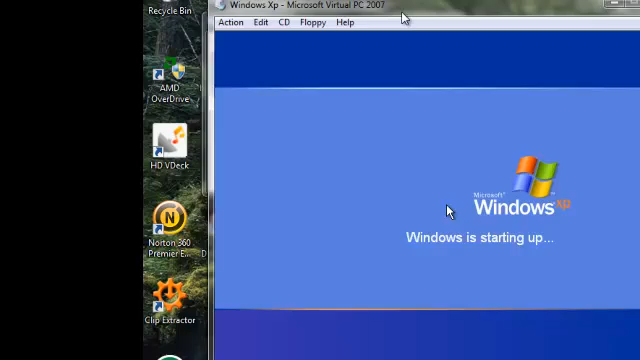 Recycle Bin
Windows Xp - Microsoft Virtual PC 2007
Action Edit CD Floppy Help
AMD
OverDrive
HD VDeck
Norton 360
Premier E...
D
Clip Extractor
Microsoft
Windows xp
Windows is starting up...